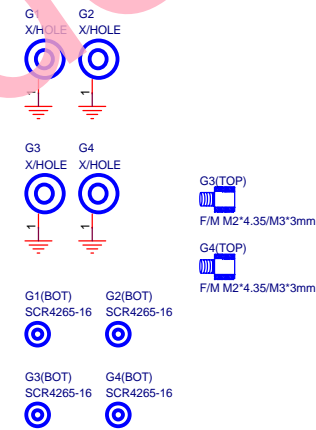 G1 G2
X/HOLE X/HOLE
1 1
G3 G4
X/HOLE X/HOLE
1 1
G3(TOP)
F/M M2*4.35/M3*3mm
G4(TOP)
F/M M2*4.35/M3*3mm
G1(BOT) G2(BOT)
SCR4265-16 SCR4265-16
G3(BOT) G4(BOT)
SCR4265-16 SCR4265-16